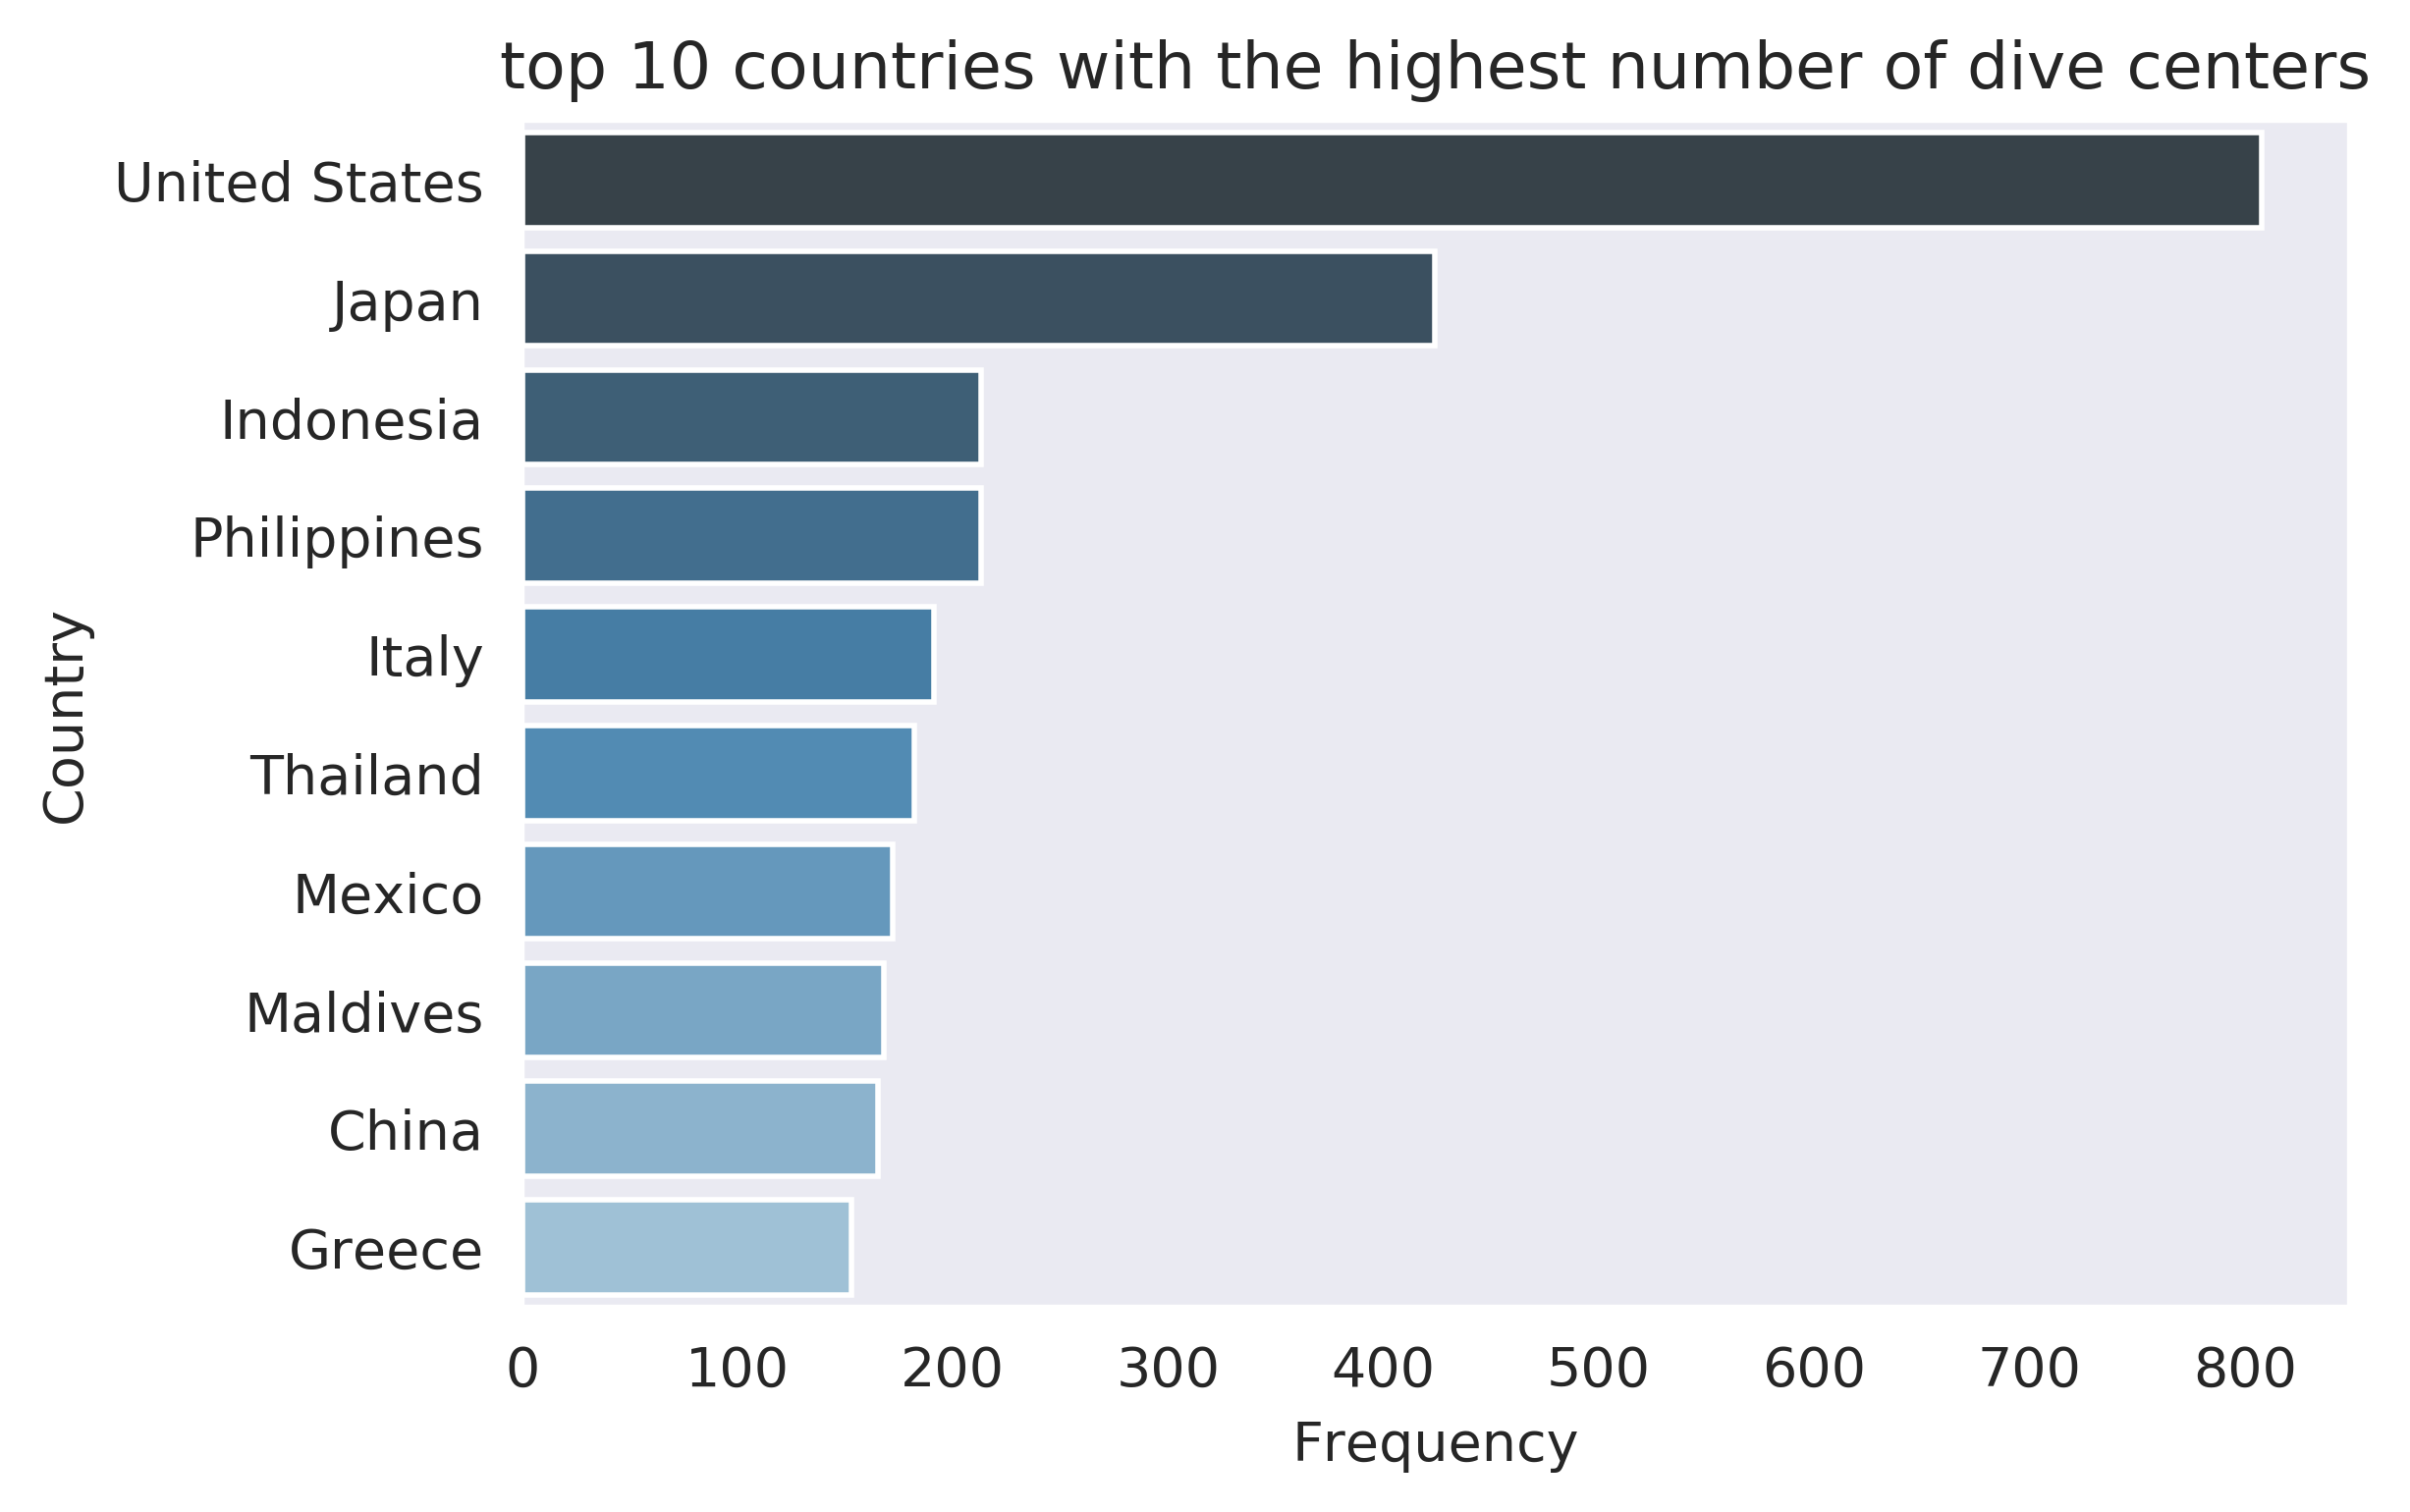 top 10 countries with the highest number of dive centers
United States
Japan
Indonesia
Philippines
Italy
Thailand
Mexico
Maldives
China
Greece
Country
0 100 200 300 400 500 600 700 800
Frequency